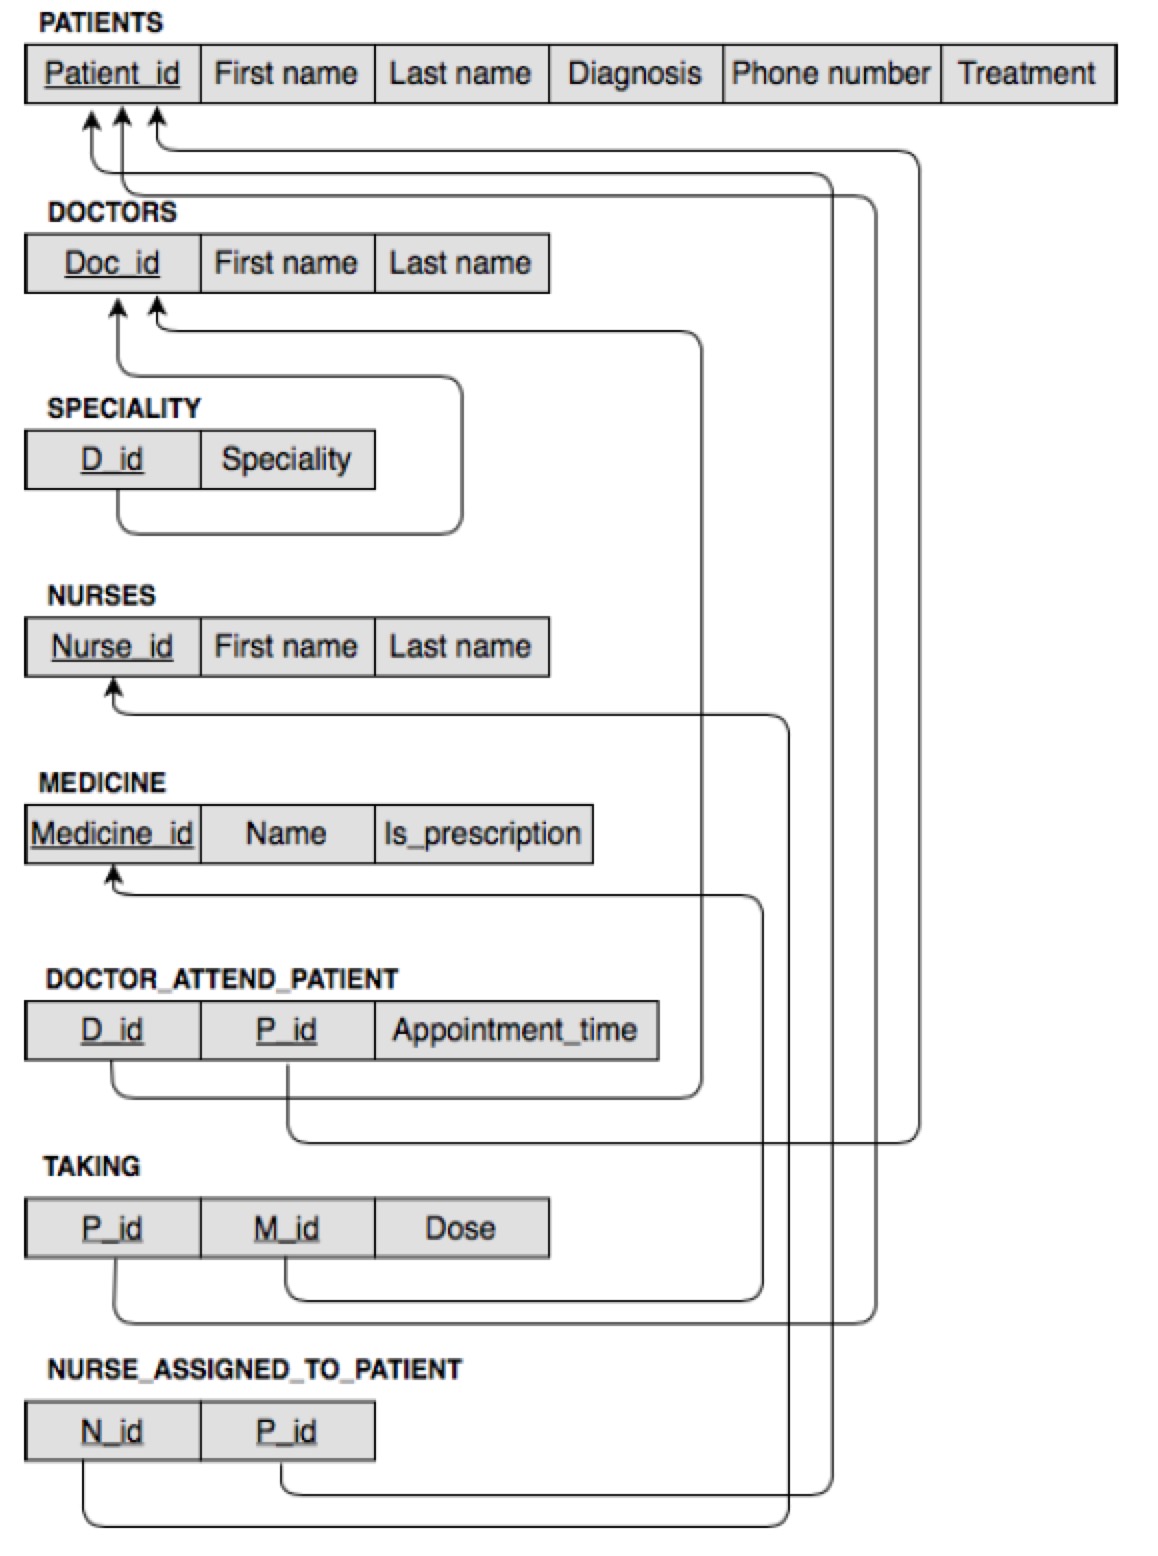 PATIENTS
Patient_id First name Last name Diagnosis Phone number Treatment
DOCTORS
Doc_id First name Last name
SPECIALITY
D_id Speciality
NURSES
Nurse_id First name Last name
MEDICINE
Medicine_id Name Is_prescription
DOCTOR_ATTEND_PATIENT
D_id P_id Appointment_time
TAKING
P_id M_id Dose
NURSE_ASSIGNED_TO_PATIENT
N_id P_id